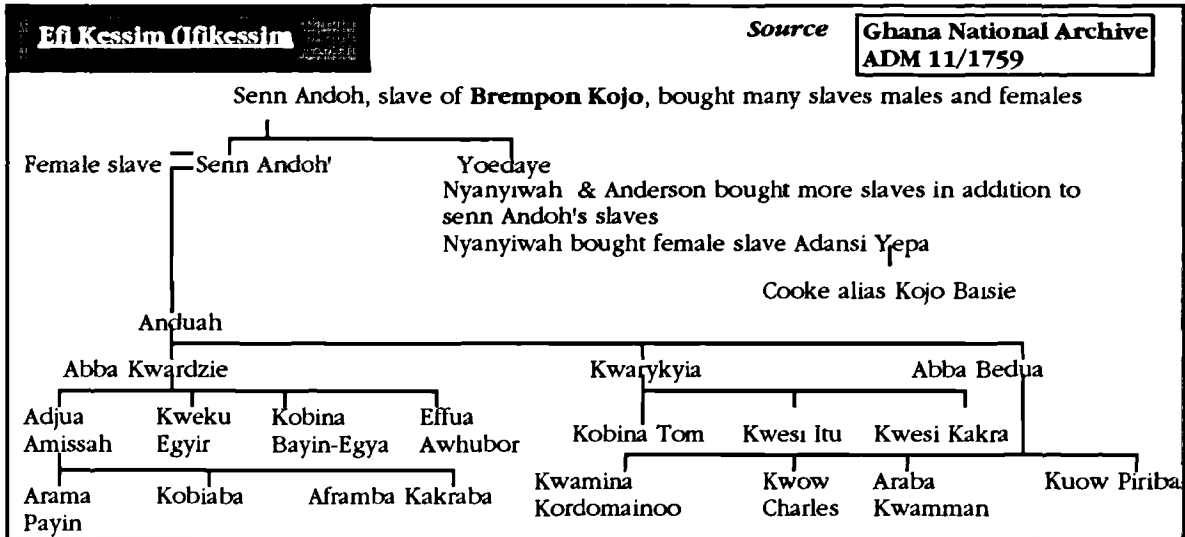 Efi Kessim (Ifikessim
Source
Ghana National Archive
ADM 11/1759
Senn Andoh, slave of Brempon Kojo, bought many slaves males and females
Female slave
Senn Andoh'
Yoedaye
Nyanyıwah & Anderson bought more slaves in addition to
senn Andoh's slaves
Nyanyiwah bought female slave Adansi Yepa
Cooke alias Kojo Baısie
Anduah
Abba Kwardzie
Kwarykyia
Abba Bedua
Adjua
Amissah
Kweku
Egyir
Kobina
Bayin-Egya
Effua
Awhubor
Kobina Tom
Kwesı Itu
Kwesi Kakra
Arama
Payin
Kobiaba
Aframba Kakraba
Kwamina
Kordomainoo
Kwow
Charles
Araba
Kwamman
Kuow Piriba